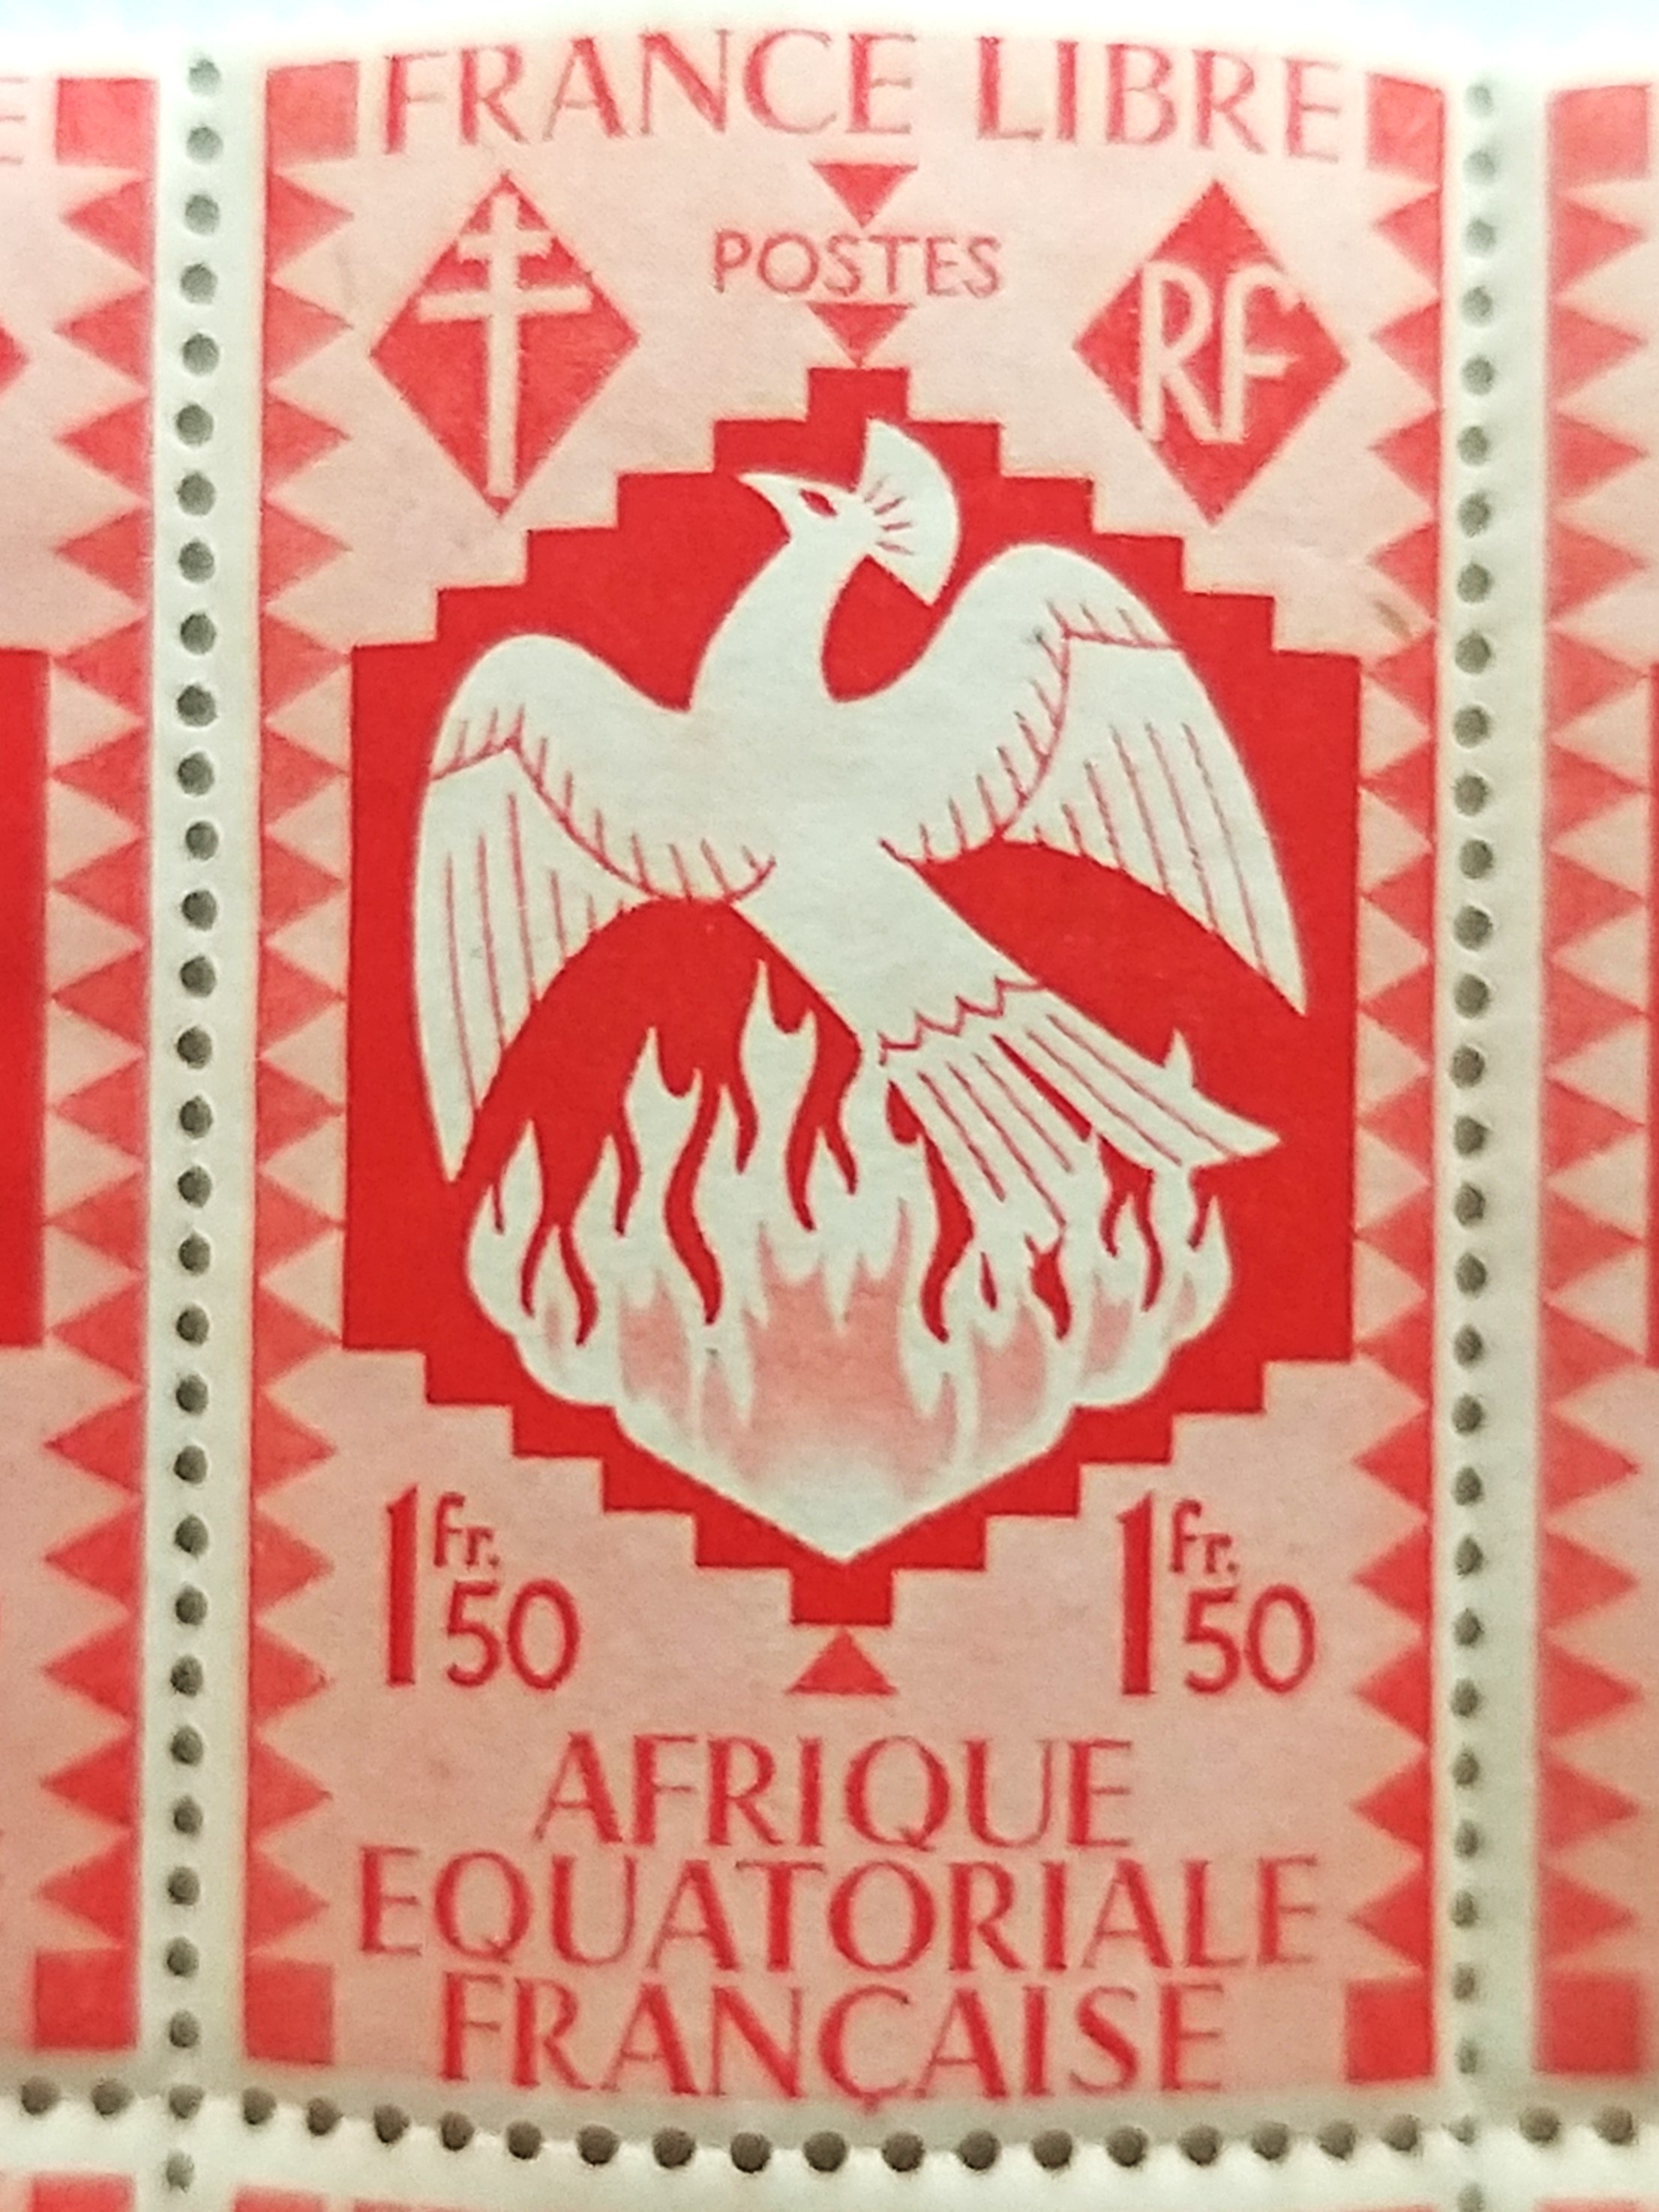 FRANCE LIBRE
POSTES
RF
1 fr. 50
1 fr. 50
AFRIQUE
EQUATORIALE
FRANÇAISE